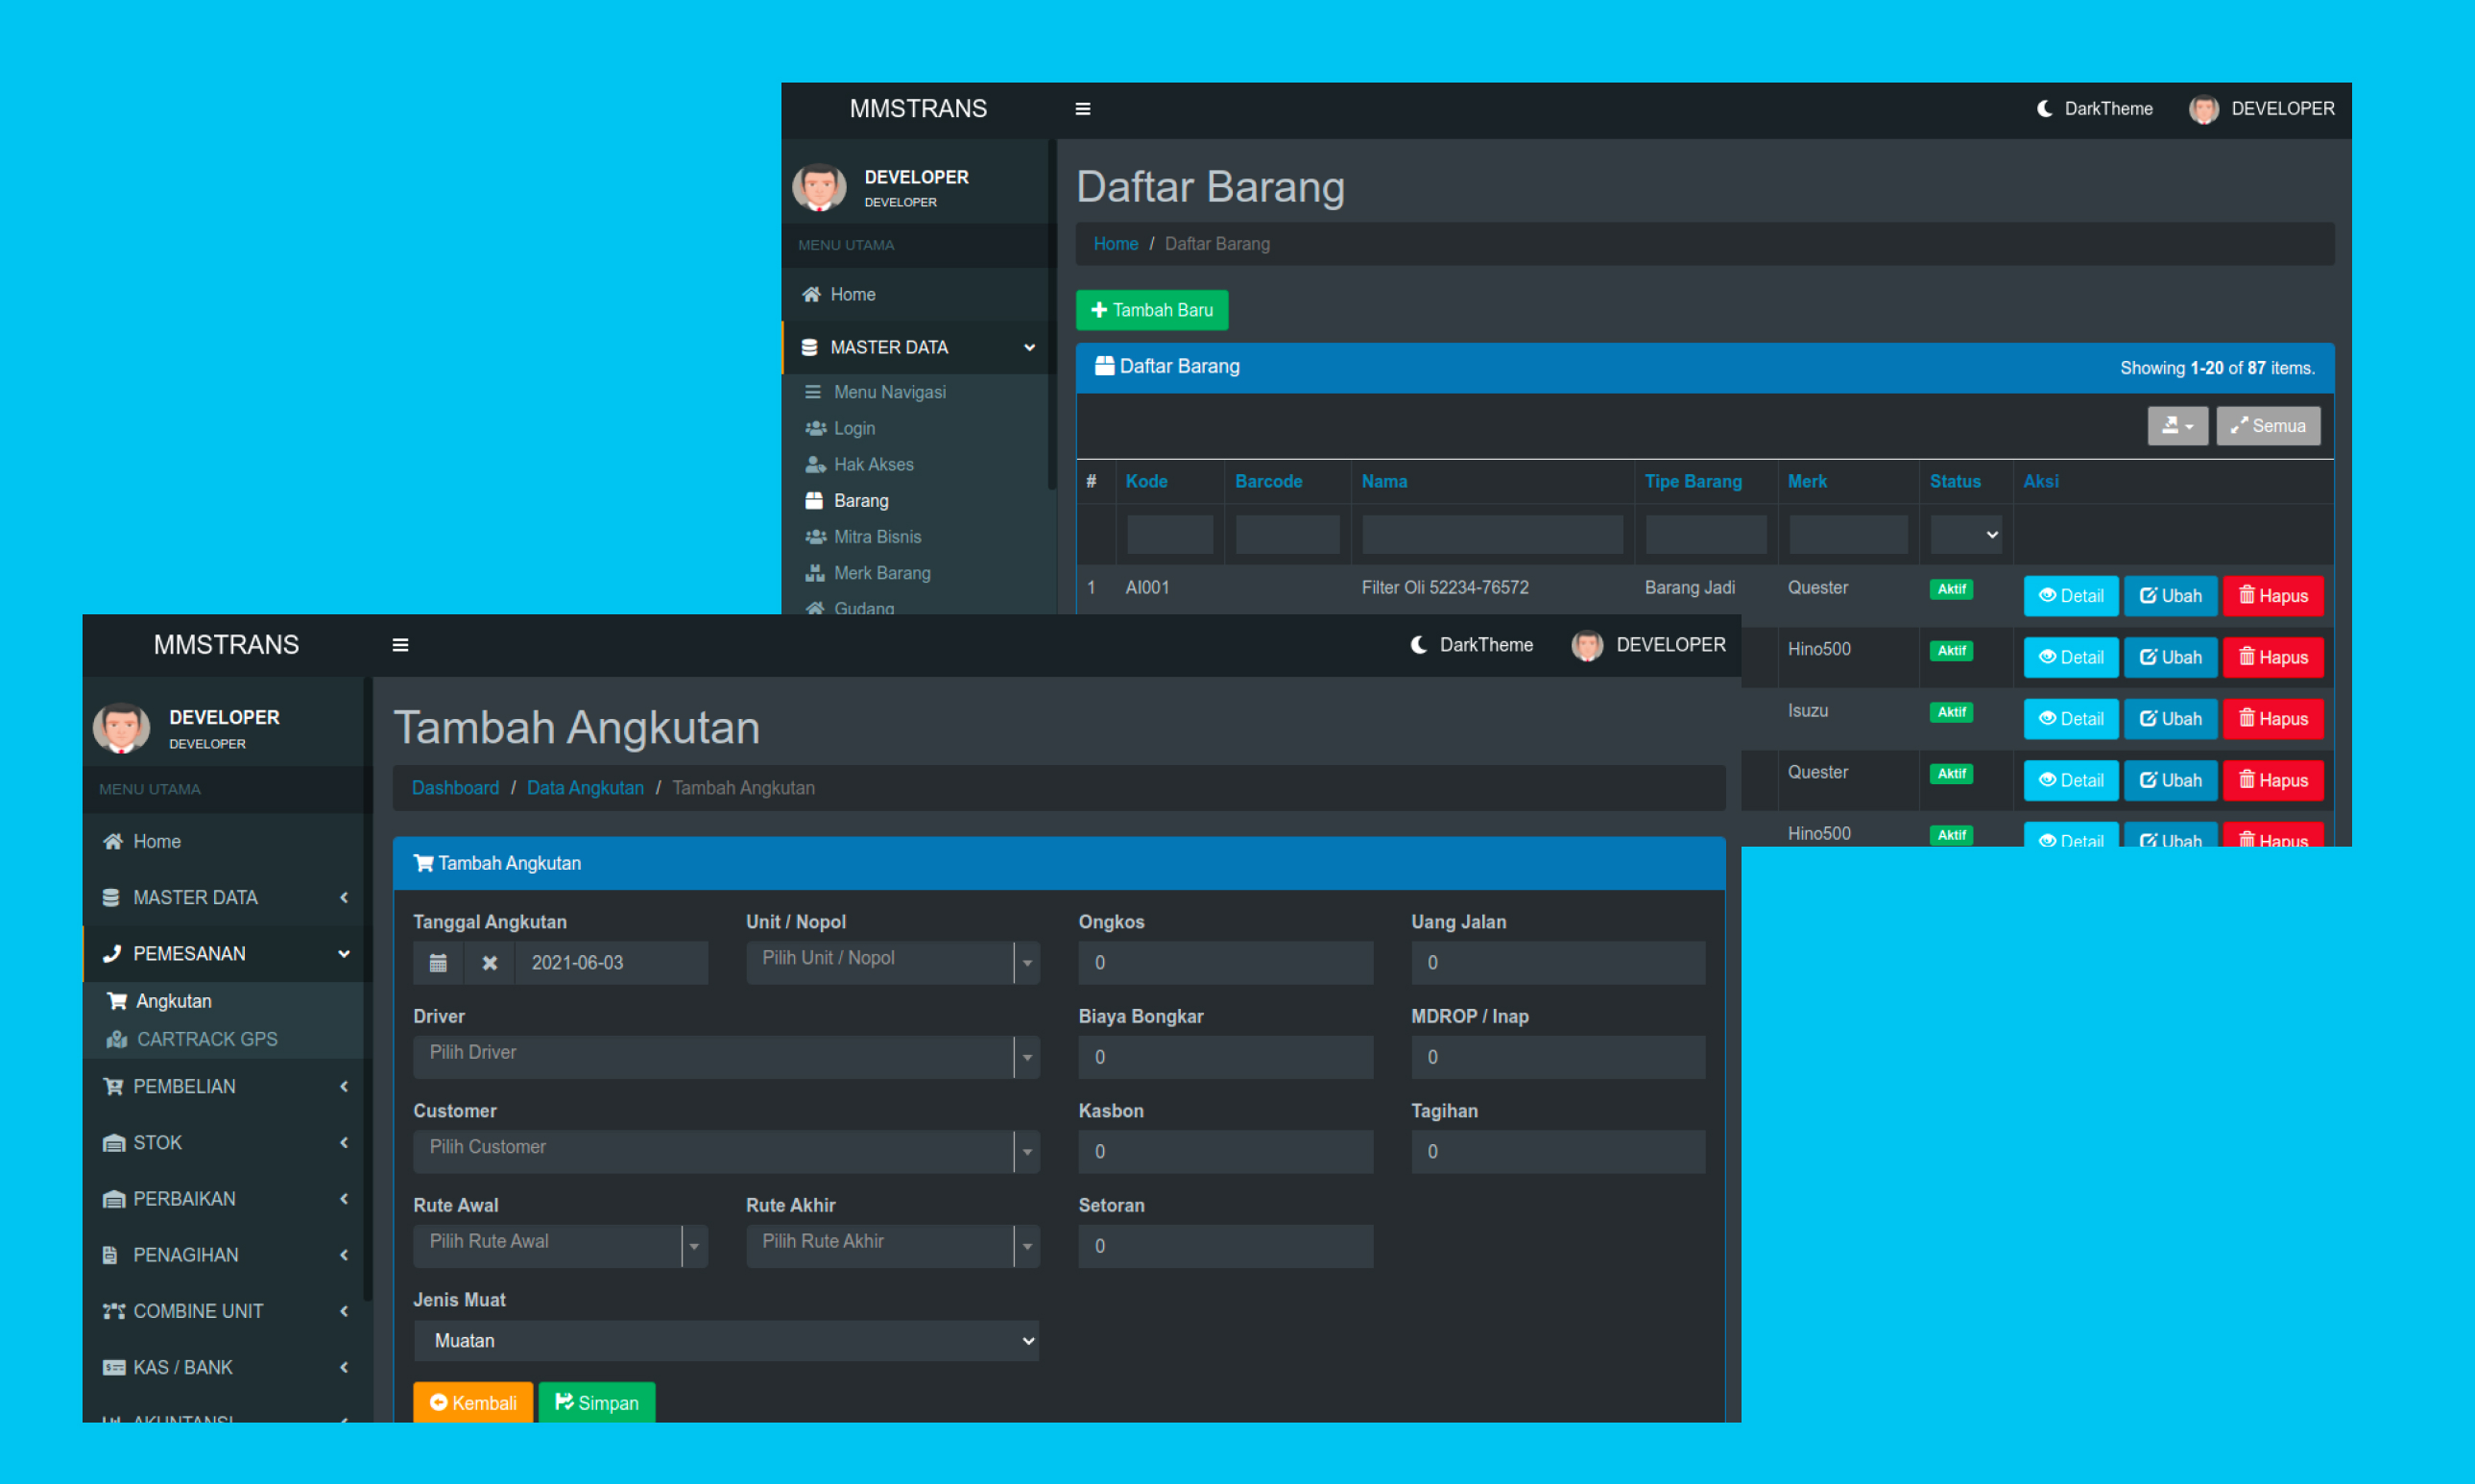 MMSTRANS
DarkTheme
DEVELOPER
DEVELOPER
DEVELOPER
MENU UTAMA
Home
MASTER DATA
Menu Navigasi
Login
Hak Akses
Barang
Mitra Bisnis
Merk Barang
Gudang
Daftar Barang
Home / Daftar Barang
Tambah Baru
Daftar Barang
Showing 1-20 of 87 items.
Semua
# Kode Barcode Nama Tipe Barang Merk Status Aksi
1 AI001 Filter Oli 52234-76572 Barang Jadi Quester Aktif Detail Ubah Hapus
Hino500 Aktif Detail Ubah Hapus
Isuzu Aktif Detail Ubah Hapus
Quester Aktif Detail Ubah Hapus
Hino500 Aktif Detail Ubah Hapus
MMSTRANS
DarkTheme
DEVELOPER
DEVELOPER
DEVELOPER
MENU UTAMA
Home
MASTER DATA
PEMESANAN
Angkutan
CARTRACK GPS
PEMBELIAN
STOK
PERBAIKAN
PENAGIHAN
COMBINE UNIT
KAS / BANK
AKUNTANSI
Tambah Angkutan
Dashboard / Data Angkutan / Tambah Angkutan
Tambah Angkutan
Tanggal Angkutan Unit / Nopol Ongkos Uang Jalan
2021-06-03 Pilih Unit / Nopol 0 0
Driver Biaya Bongkar MDROP / Inap
Pilih Driver 0 0
Customer Kasbon Tagihan
Pilih Customer 0 0
Rute Awal Rute Akhir Setoran
Pilih Rute Awal Pilih Rute Akhir 0
Jenis Muat
Muatan
Kembali Simpan